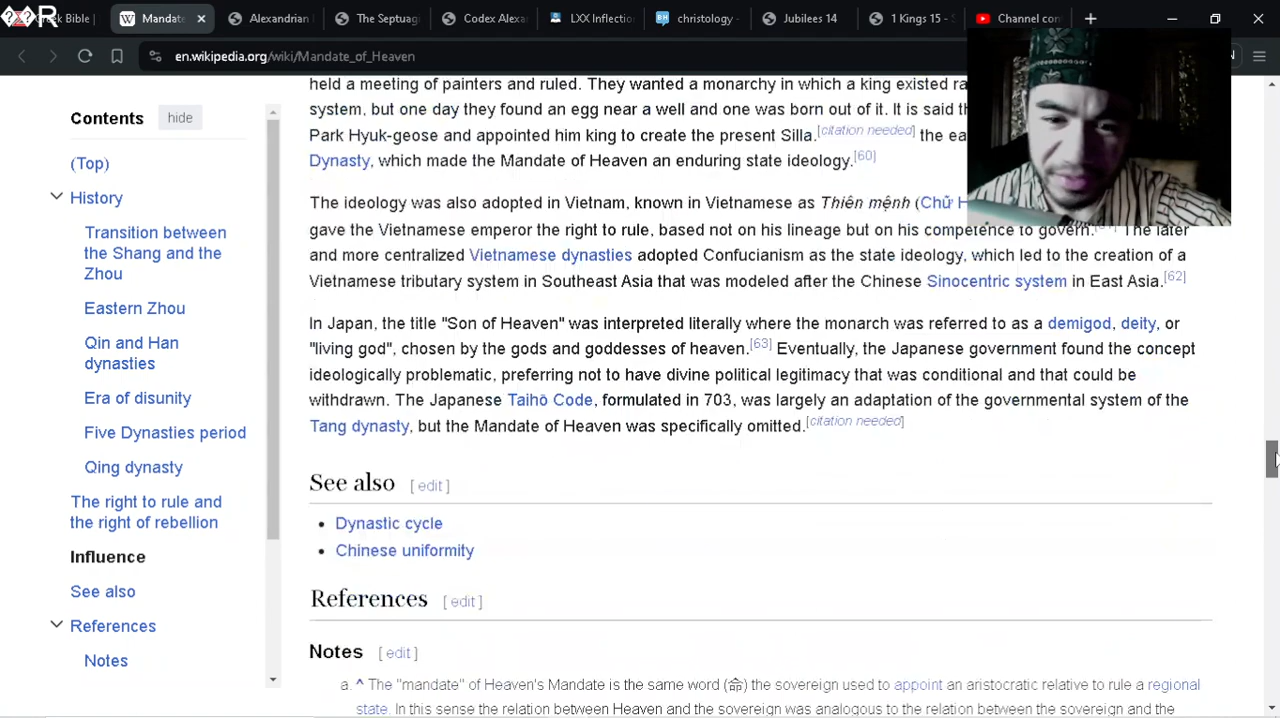 ��R
Greek Bible
Mandate
Alexandrian
The Septuag
Codex Alexa
LXX Inflectio
christology -
Jubilees 14
1 Kings 15 - S
Channel con
en.wikipedia.org/wiki/Mandate_of_Heaven
Contents hide
(Top)
History
Transition between
the Shang and the
Zhou
Eastern Zhou
Qin and Han
dynasties
Era of disunity
Five Dynasties period
Qing dynasty
The right to rule and
the right of rebellion
Influence
See also
References
Notes
held a meeting of painters and ruled. They wanted a monarchy in which a king existed ra
system, but one day they found an egg near a well and one was born out of it. It is said th
Park Hyuk-geose and appointed him king to create the present Silla.[citation needed] the ea
Dynasty, which made the Mandate of Heaven an enduring state ideology.[60]
The ideology was also adopted in Vietnam, known in Vietnamese as Thiên mệnh (Chữ H
gave the Vietnamese emperor the right to rule, based not on his lineage but on his competence to govern. The later
and more centralized Vietnamese dynasties adopted Confucianism as the state ideology, which led to the creation of a
Vietnamese tributary system in Southeast Asia that was modeled after the Chinese Sinocentric system in East Asia.[62]
In Japan, the title "Son of Heaven" was interpreted literally where the monarch was referred to as a demigod, deity, or
"living god", chosen by the gods and goddesses of heaven.[63] Eventually, the Japanese government found the concept
ideologically problematic, preferring not to have divine political legitimacy that was conditional and that could be
withdrawn. The Japanese Taihō Code, formulated in 703, was largely an adaptation of the governmental system of the
Tang dynasty, but the Mandate of Heaven was specifically omitted.[citation needed]
See also [ edit ]
• Dynastic cycle
• Chinese uniformity
References [ edit ]
Notes [ edit ]
a. ^ The "mandate" of Heaven's Mandate is the same word (命) the sovereign used to appoint an aristocratic relative to rule a regional
state. In this sense the relation between Heaven and the sovereign was analogous to the relation between the sovereign and the